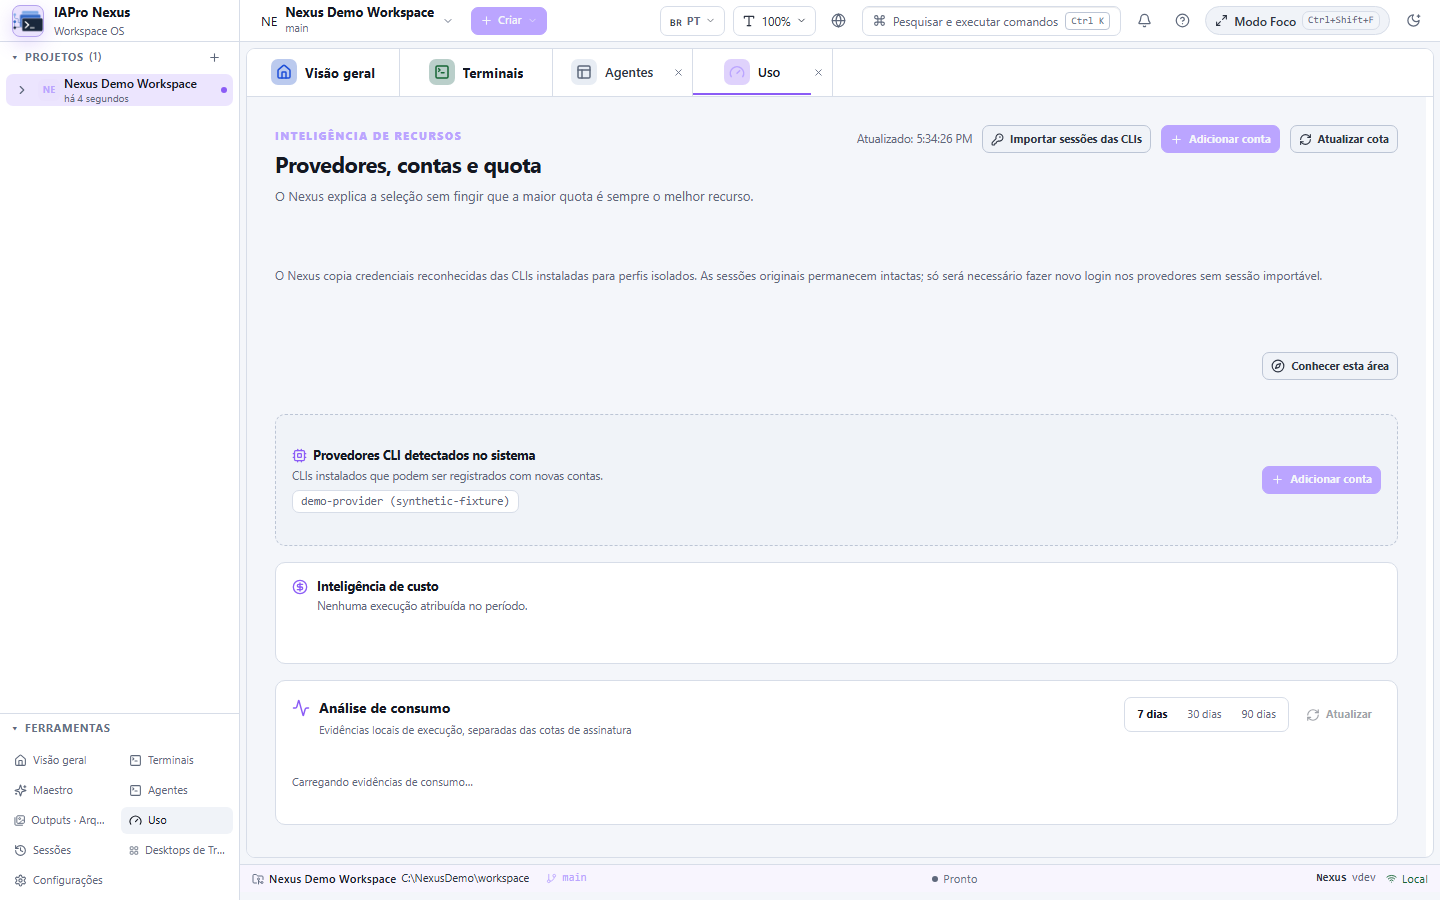 IAPro Nexus
Workspace OS
PROJETOS (1)
NE
Nexus Demo Workspace
há 4 segundos
FERRAMENTAS
Visão geral
Terminais
Maestro
Agentes
Outputs · Arq...
Uso
Sessões
Desktops de Tr...
Configurações
NE
Nexus Demo Workspace
main
Criar
BR PT
100%
Pesquisar e executar comandos
Ctrl K
Modo Foco
Ctrl+Shift+F
Visão geral
Terminais
Agentes
Uso
INTELIGÊNCIA DE RECURSOS
Provedores, contas e quota
O Nexus explica a seleção sem fingir que a maior quota é sempre o melhor recurso.
Atualizado: 5:34:26 PM
Importar sessões das CLIs
Adicionar conta
Atualizar cota
O Nexus copia credenciais reconhecidas das CLIs instaladas para perfis isolados. As sessões originais permanecem intactas; só será necessário fazer novo login nos provedores sem sessão importável.
Conhecer esta área
Provedores CLI detectados no sistema
CLIs instalados que podem ser registrados com novas contas.
demo-provider (synthetic-fixture)
Adicionar conta
Inteligência de custo
Nenhuma execução atribuída no período.
Análise de consumo
Evidências locais de execução, separadas das cotas de assinatura
7 dias
30 dias
90 dias
Atualizar
Carregando evidências de consumo...
Nexus Demo Workspace C:\NexusDemo\workspace
main
Pronto
Nexus vdev
Local